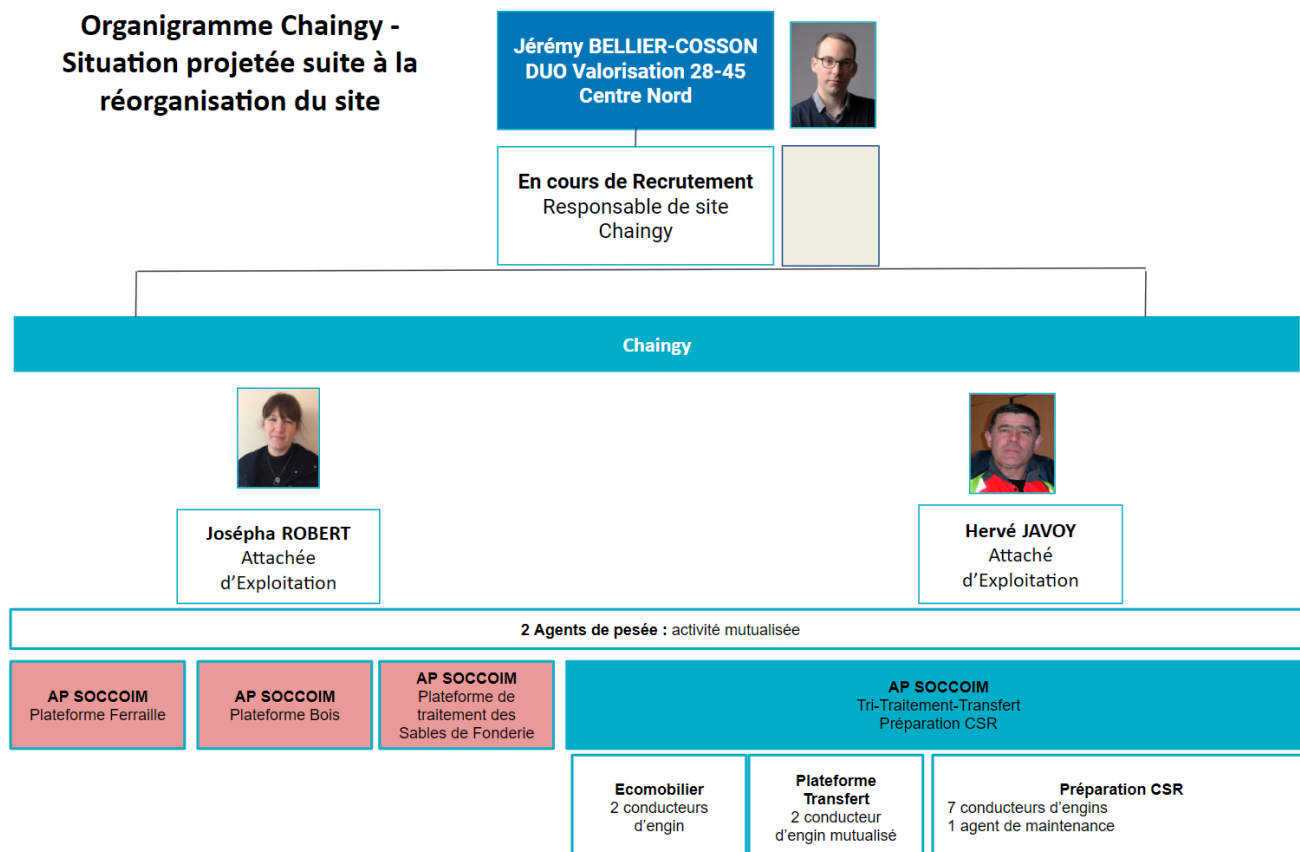 Organigramme Chaingy -
Situation projetée suite à la
réorganisation du site
Jérémy BELLIER-COSSON
DUO Valorisation 28-45
Centre Nord
En cours de Recrutement
Responsable de site
Chaingy
Chaingy
Josépha ROBERT
Attachée
d'Exploitation
Hervé JAVOY
Attaché
d'Exploitation
2 Agents de pesée : activité mutualisée
AP SOCCOIM
Plateforme Ferraille
AP SOCCOIM
Plateforme Bois
AP SOCCOIM
Plateforme de
traitement des
Sables de Fonderie
AP SOCCOIM
Tri-Traitement-Transfert
Préparation CSR
Ecomobilier
2 conducteurs
d'engin
Plateforme
Transfert
2 conducteur
d'engin mutualisé
Préparation CSR
7 conducteurs d'engins
1 agent de maintenance